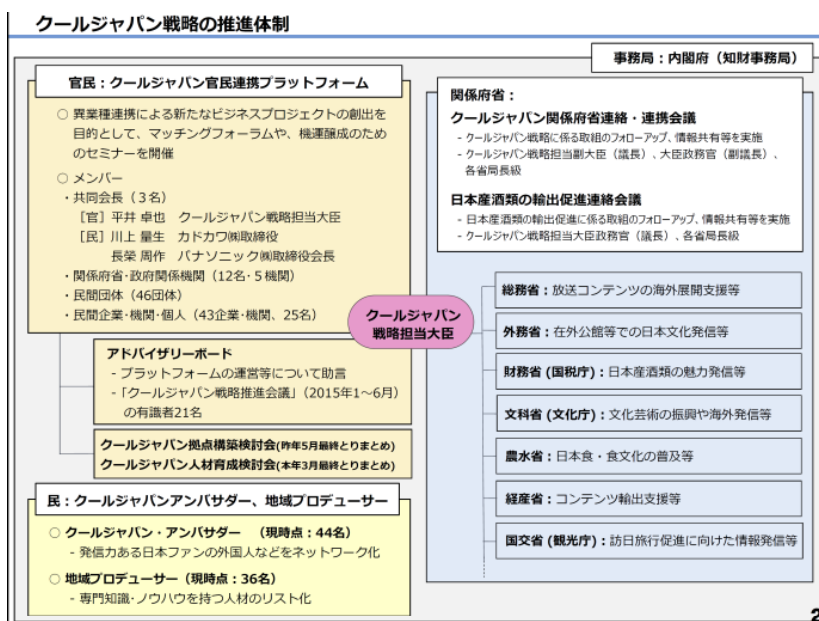 クールジャパン戦略の推進体制
事務局：内閣府（知財事務局）
官民：クールジャパン官民連携プラットフォーム
○ 異業種連携による新たなビジネスプロジェクトの創出を
目的として、マッチングフォーラムや、機運醸成のため
のセミナーを開催
○ メンバー
・共同会長（３名）
［官］平井 卓也　クールジャパン戦略担当大臣
［民］川上 量生　カドカワ㈱取締役
長榮 周作　パナソニック㈱取締役会長
・関係府省･政府関係機関（12名･５機関）
・民間団体（46団体）
・民間企業･機関･個人（43企業･機関、25名）
アドバイザリーボード
- プラットフォームの運営等について助言
- 「クールジャパン戦略推進会議」（2015年1～6月）
の有識者21名
クールジャパン拠点構築検討会(昨年5月最終とりまとめ)
クールジャパン人材育成検討会(本年3月最終とりまとめ)
民：クールジャパンアンバサダー、地域プロデューサー
○ クールジャパン・アンバサダー　（現時点：44名）
- 発信力ある日本ファンの外国人などをネットワーク化
○ 地域プロデューサー（現時点：36名）
- 専門知識･ノウハウを持つ人材のリスト化
クールジャパン
戦略担当大臣
関係府省：
クールジャパン関係府省連絡・連携会議
- クールジャパン戦略に係る取組のフォローアップ、情報共有等を実施
- クールジャパン戦略担当副大臣（議長）、大臣政務官（副議長）、
各省局長級
日本産酒類の輸出促進連絡会議
- 日本産酒類の輸出促進に係る取組のフォローアップ、情報共有等を実施
- クールジャパン戦略担当大臣政務官（議長）、各省局長級
総務省：放送コンテンツの海外展開支援等
外務省：在外公館等での日本文化発信等
財務省 (国税庁)：日本産酒類の魅力発信等
文科省 (文化庁)：文化芸術の振興や海外発信等
農水省：日本食・食文化の普及等
経産省：コンテンツ輸出支援等
国交省 (観光庁)：訪日旅行促進に向けた情報発信等
2